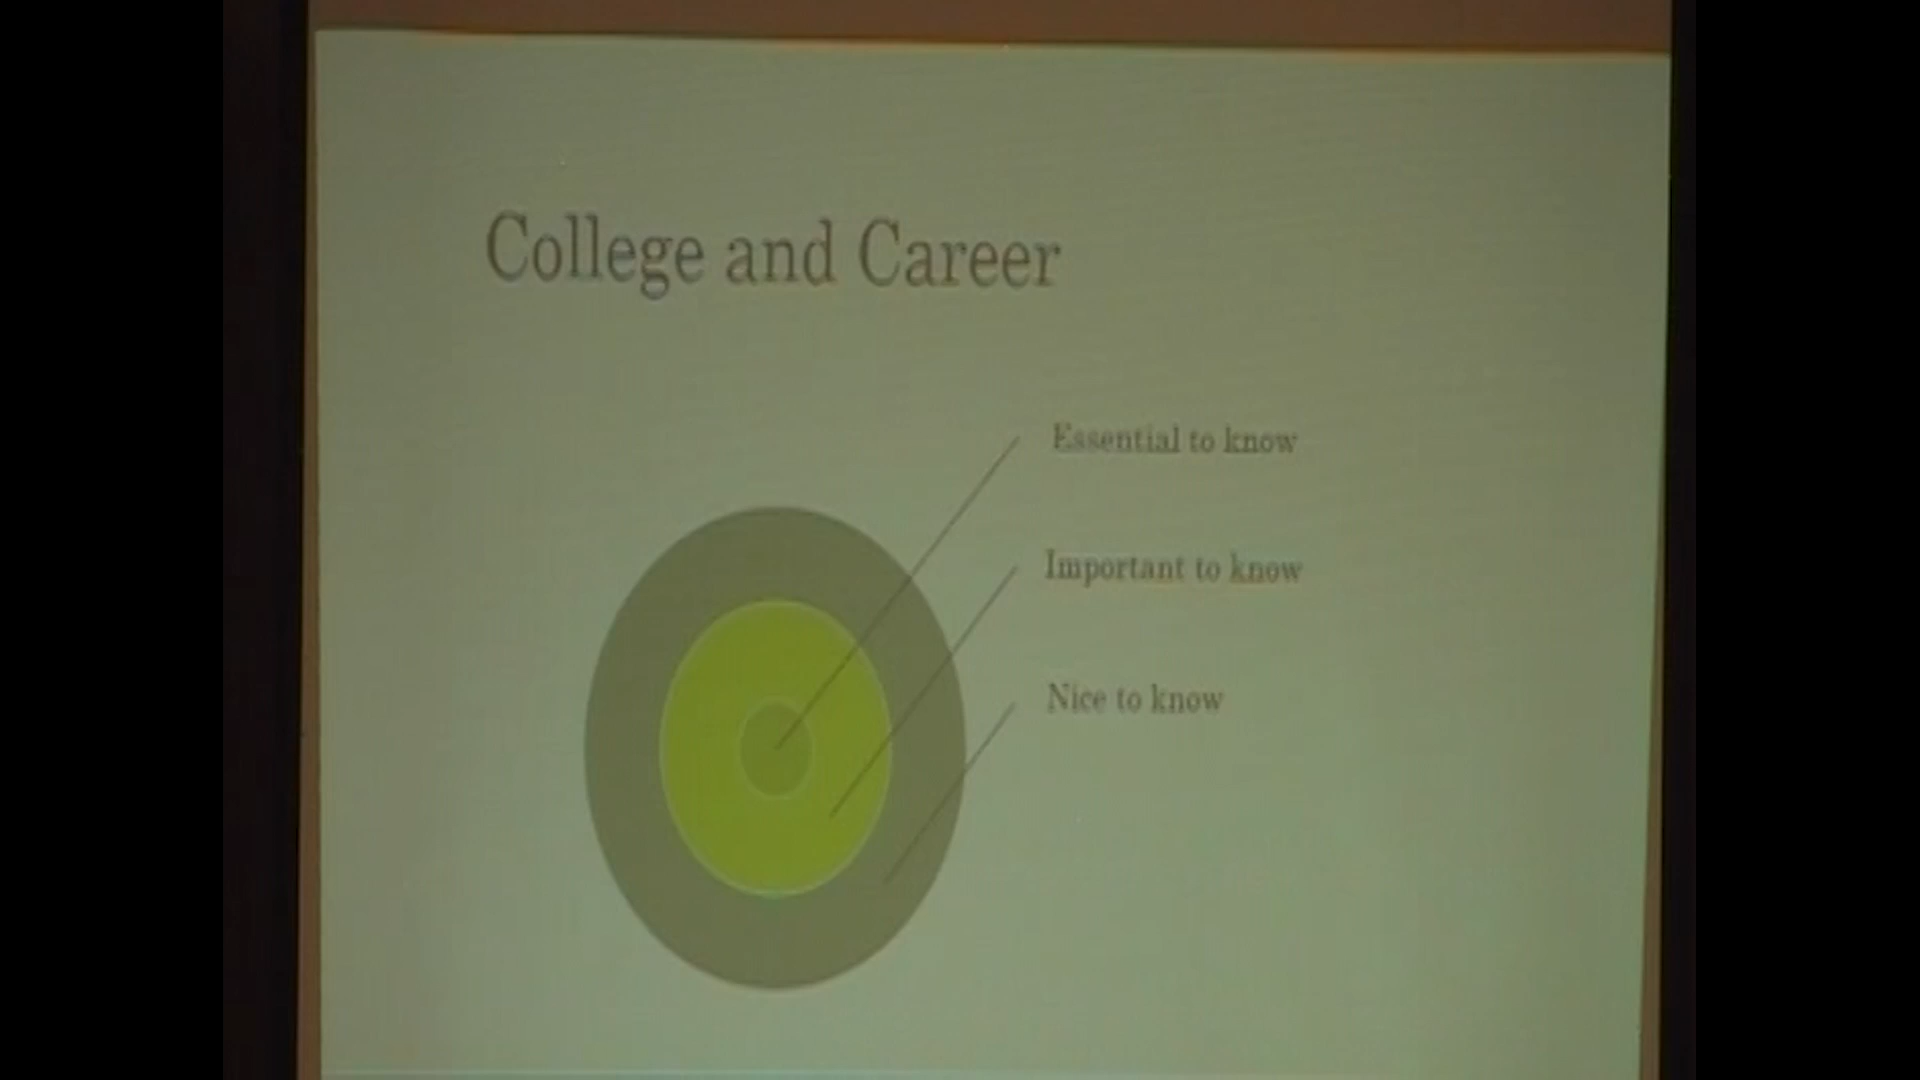 College and Career
Essential to know
Important to know
Nice to know